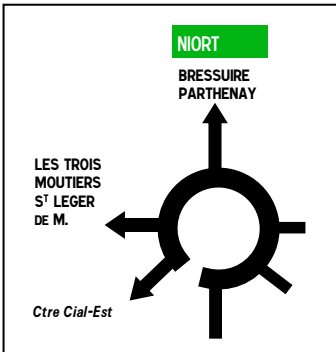 NIORT
BRESSUIRE
PARTHENAY
LES TROIS
MOUTIERS
Sᵀ LEGER
DE M.
Ctre Cial-Est